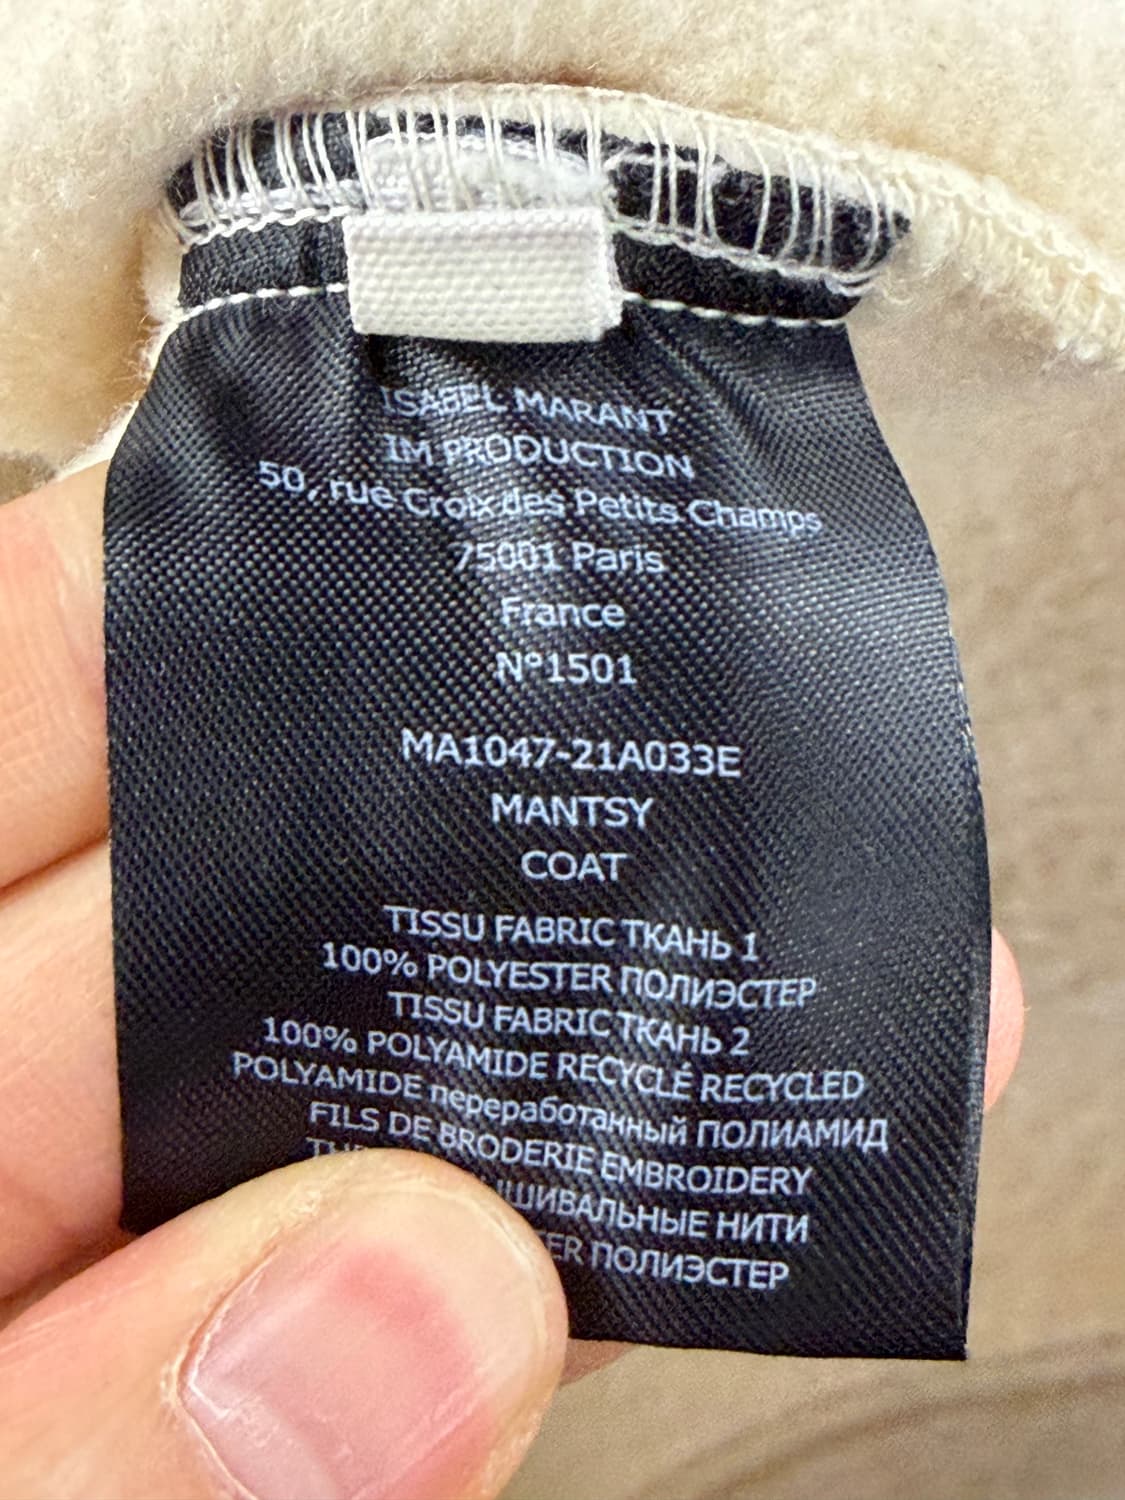 ISABEL MARANT
IM PRODUCTION
50, rue Croix des Petits Champs
75001 Paris
France
N°1501
MA1047-21A033E
MANTSY
COAT
TISSU FABRIC ТКАНЬ 1
100% POLYESTER ПОЛИЭСТЕР
TISSU FABRIC ТКАНЬ 2
100% POLYAMIDE RECYCLÉ RECYCLED
POLYAMIDE переработанный ПОЛИАМИД
FILS DE BRODERIE EMBROIDERY
НИТИ
ПОЛИЭСТЕР